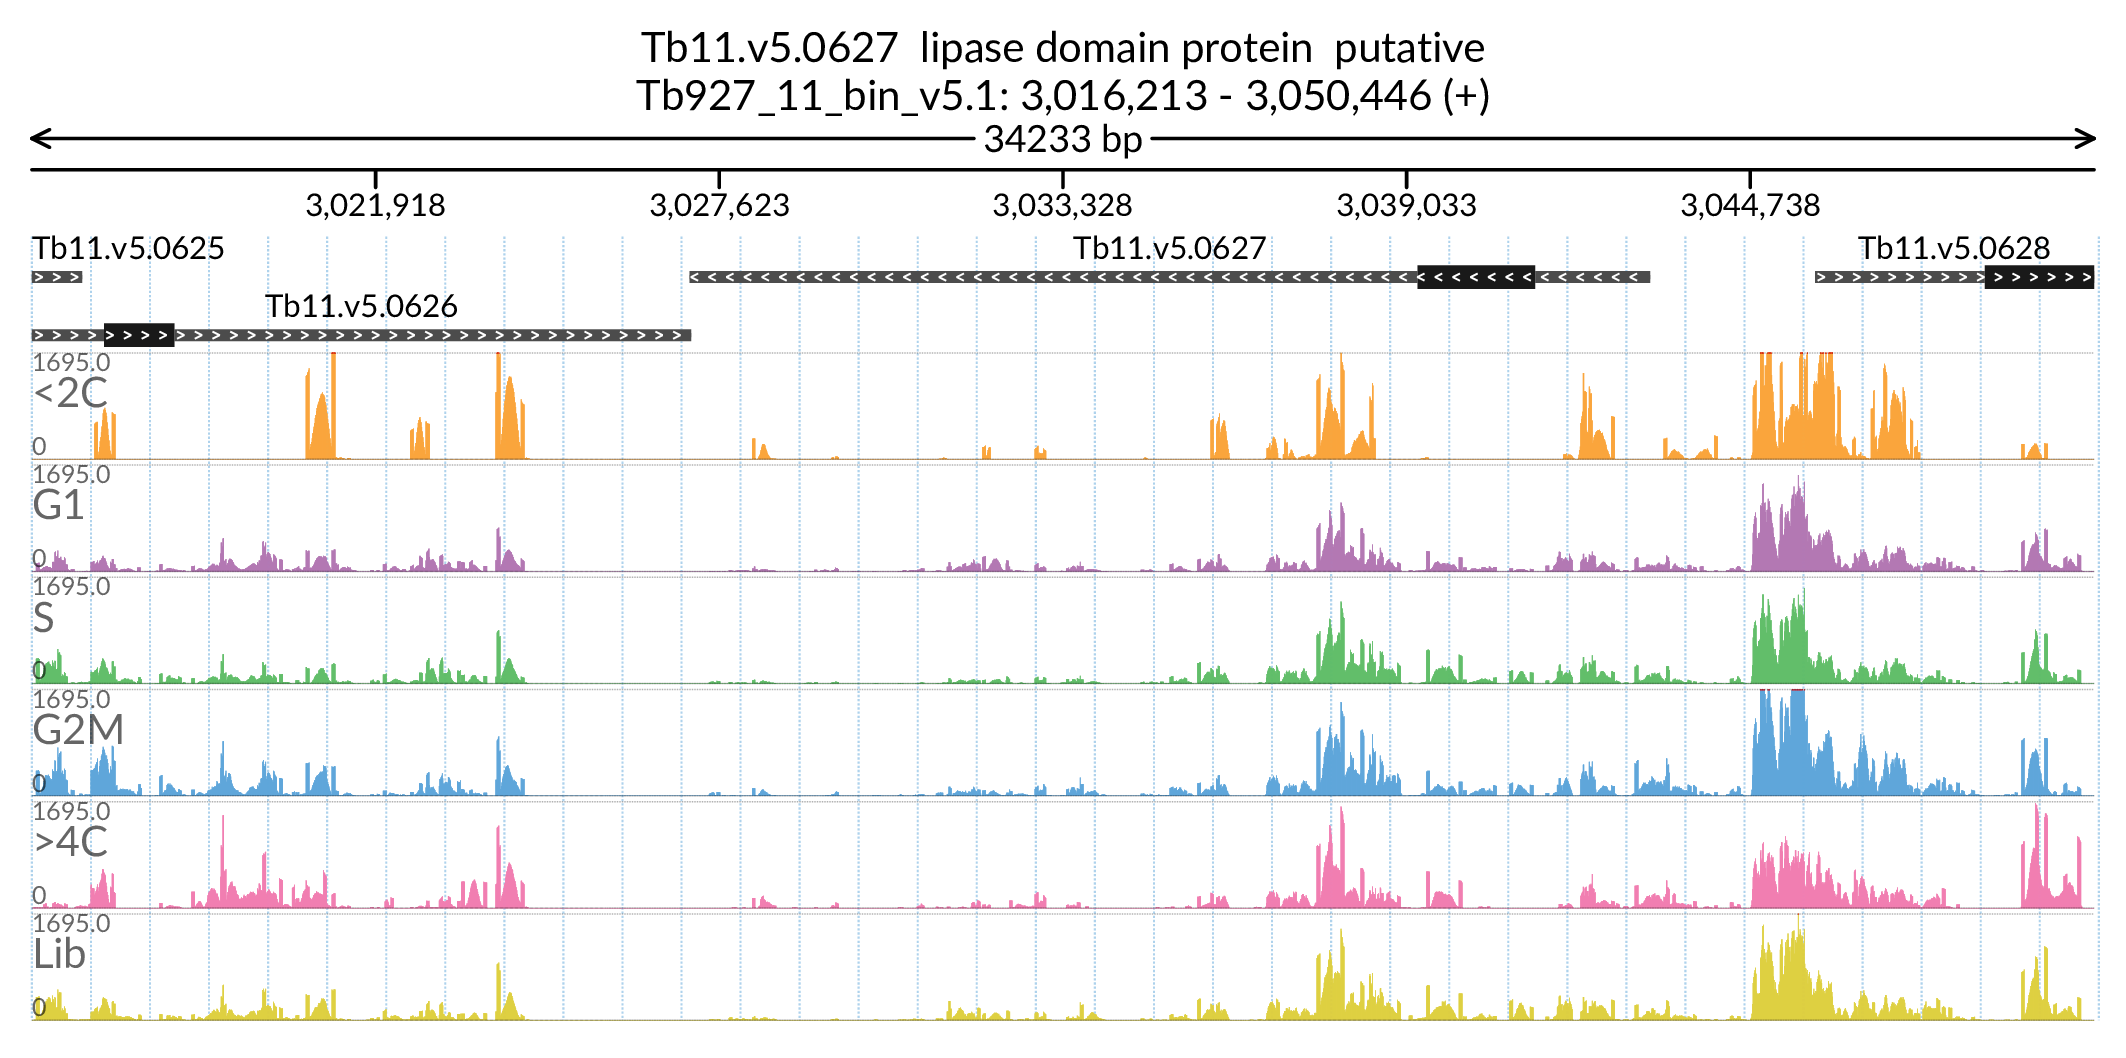 Tb11.v5.0627  lipase domain protein  putative
Tb927_11_bin_v5.1: 3,016,213 - 3,050,446 (+)
34233 bp
3,021,918 3,027,623 3,033,328 3,039,033 3,044,738
Tb11.v5.0625 Tb11.v5.0627 Tb11.v5.0628
Tb11.v5.0626
1695.0
<2C
0
1695.0
G1
0
1695.0
S
0
1695.0
G2M
0
1695.0
>4C
0
1695.0
Lib
0